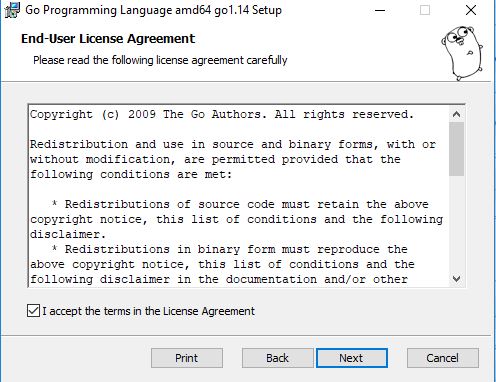 Go Programming Language amd64 go1.14 Setup
End-User License Agreement
Please read the following license agreement carefully
Copyright (c) 2009 The Go Authors. All rights reserved.
Redistribution and use in source and binary forms, with or
without modification, are permitted provided that the
following conditions are met:
* Redistributions of source code must retain the above
copyright notice, this list of conditions and the following
disclaimer.
* Redistributions in binary form must reproduce the
above copyright notice, this list of conditions and the
following disclaimer in the documentation and/or other
I accept the terms in the License Agreement
Print Back Next Cancel